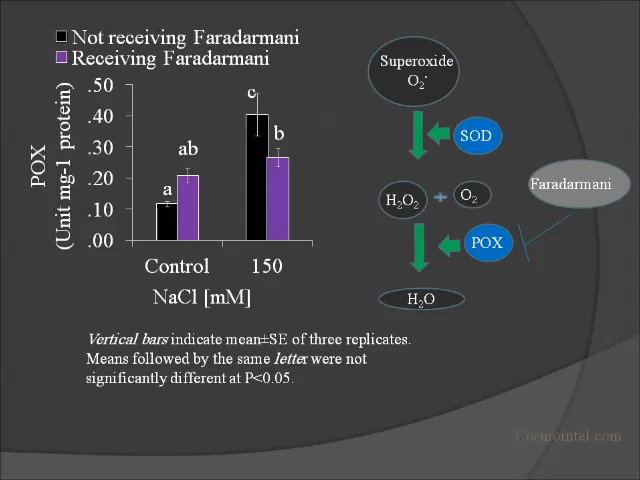 Not receiving Faradarmani
Receiving Faradarmani
POX
(Unit mg-1 protein)
.50
.40
.30
.20
.10
.00
a
ab
c
b
Control
150
NaCl [mM]
Superoxide
O₂·
SOD
H₂O₂
+
O₂
Faradarmani
POX
H₂O
Vertical bars indicate mean±SE of three replicates.
Means followed by the same letter were not
significantly different at P<0.05.
Cosmointel.com